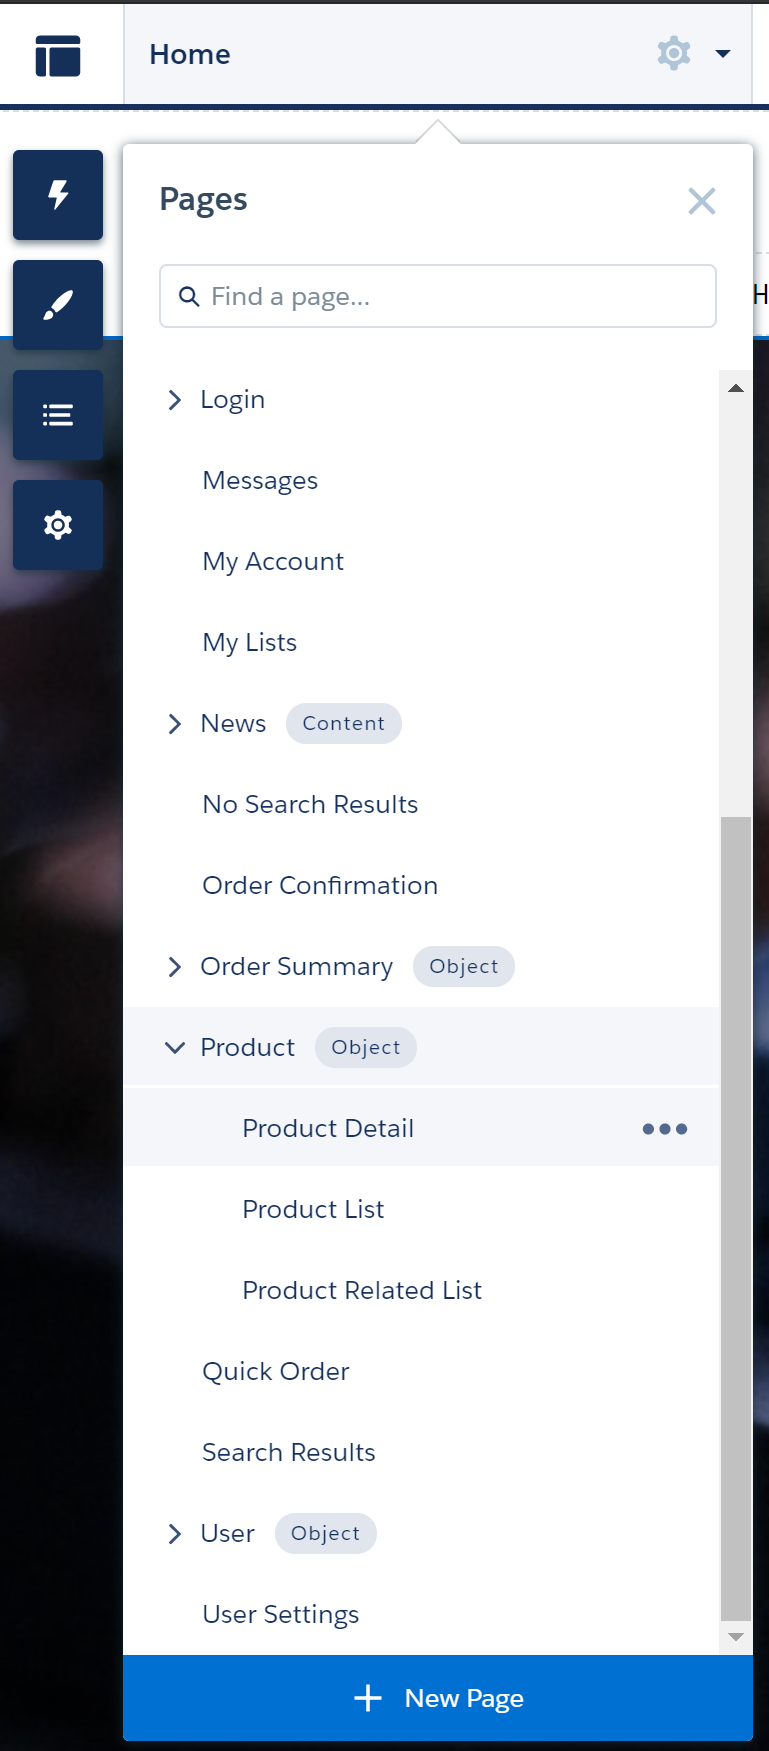 Home
Pages
Find a page...
H
Login
Messages
My Account
My Lists
News Content
No Search Results
Order Confirmation
Order Summary Object
Product Object
Product Detail
Product List
Product Related List
Quick Order
Search Results
User Object
User Settings
New Page